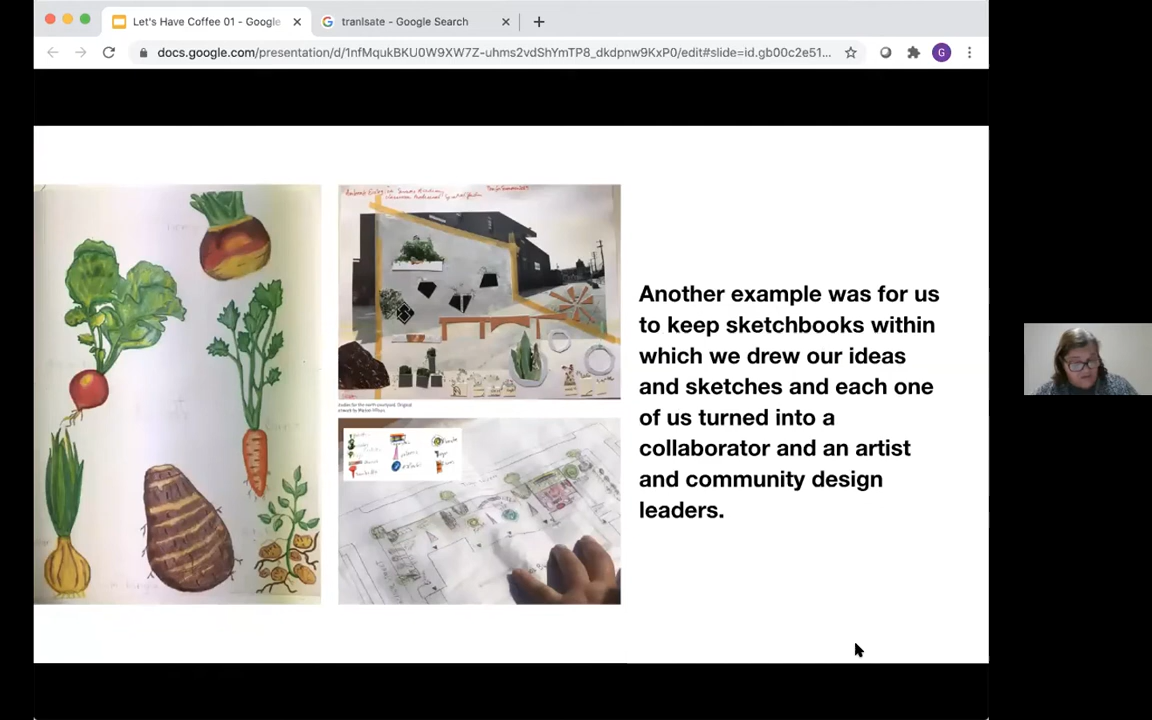 Let's Have Coffee 01 - Google
tranlsate - Google Search
docs.google.com/presentation/d/1nfMqukBKU0W9XW7Z-uhms2vdShYmTP8_dkdpnw9KxP0/edit#slide=id.gb00c2e51...
G
Another example was for us
to keep sketchbooks within
which we drew our ideas
and sketches and each one
of us turned into a
collaborator and an artist
and community design
leaders.